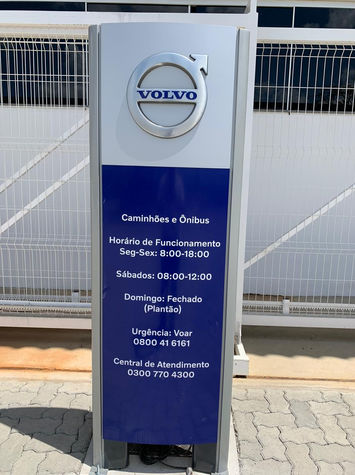 VOLVO
Caminhões e Ônibus
Horário de Funcionamento
Seg-Sex: 8:00-18:00
Sábados: 08:00-12:00
Domingo: Fechado
(Plantão)
Urgência: Voar
0800 41 6161
Central de Atendimento
0300 770 4300